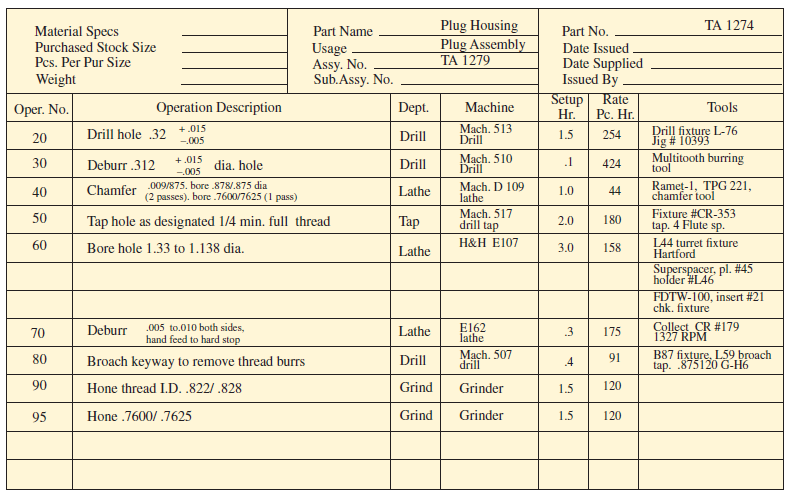 Material Specs
Purchased Stock Size
Pcs. Per Pur Size
Weight
Part Name Plug Housing
Usage Plug Assembly
Assy. No. TA 1279
Sub.Assy. No.
Part No. TA 1274
Date Issued
Date Supplied
Issued By
Oper. No. Operation Description Dept. Machine Setup Hr. Rate Pc. Hr. Tools
20 Drill hole .32 +.015 –.005 Drill Mach. 513 Drill 1.5 254 Drill fixture L-76 Jig # 10393
30 Deburr .312 +.015 –.005 dia. hole Drill Mach. 510 Drill .1 424 Multitooth burring tool
40 Chamfer .009/875. bore .878/.875 dia (2 passes). bore .7600/7625 (1 pass) Lathe Mach. D 109 lathe 1.0 44 Ramet-1, TPG 221, chamfer tool
50 Tap hole as designated 1/4 min. full thread Tap Mach. 517 drill tap 2.0 180 Fixture #CR-353 tap. 4 Flute sp.
60 Bore hole 1.33 to 1.138 dia. Lathe H&H E107 3.0 158 L44 turret fixture Hartford
Superspacer, pl. #45 holder #L46
FDTW-100, insert #21 chk. fixture
70 Deburr .005 to.010 both sides, hand feed to hard stop Lathe E162 lathe .3 175 Collect CR #179 1327 RPM
80 Broach keyway to remove thread burrs Drill Mach. 507 drill .4 91 B87 fixture, L59 broach tap. .875120 G-H6
90 Hone thread I.D. .822/ .828 Grind Grinder 1.5 120
95 Hone .7600/ .7625 Grind Grinder 1.5 120